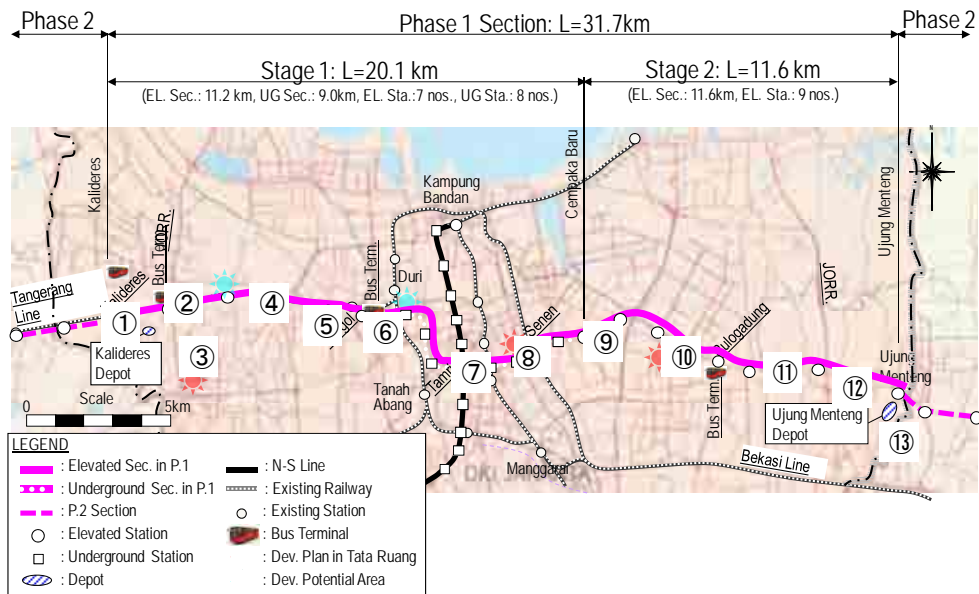 Phase 2
Phase 1 Section: L=31.7km
Phase 2
Stage 1: L=20.1 km
(EL. Sec.: 11.2 km, UG Sec.: 9.0km, EL. Sta.:7 nos., UG Sta.: 8 nos.)
Stage 2: L=11.6 km
(EL. Sec.: 11.6km, EL. Sta.: 9 nos.)
Kalideres
Cempaka Baru
Ujung Menteng
N
Kampung
Bandan
Bus Term.
JORR
Bus Term.
Duri
JORR
Tangerang
Line
Senen
①
②
③
④
⑤
⑥
⑦
⑧
⑨
⑩
⑪
⑫
⑬
Kalideres
Depot
Tanah
Abang
Bus Term.
Ujung
Menteng
Ujung Menteng
Depot
0
Scale
5km
Manggarai
Bekasi Line
LEGEND
: Elevated Sec. in P.1
: Underground Sec. in P.1
: P.2 Section
: Elevated Station
: Underground Station
: Depot
: N-S Line
: Existing Railway
: Existing Station
: Bus Terminal
: Dev. Plan in Tata Ruang
: Dev. Potential Area